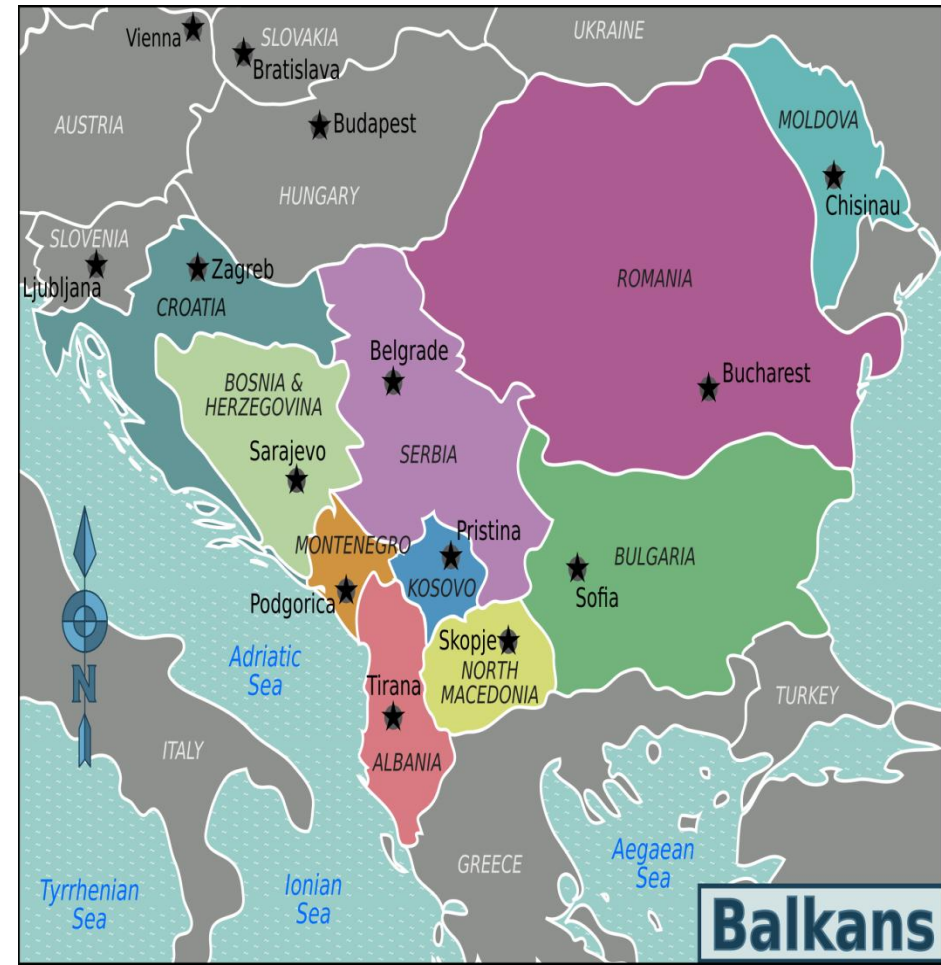 Vienna
SLOVAKIA
UKRAINE
Bratislava
AUSTRIA
Budapest
MOLDOVA
HUNGARY
Chisinau
SLOVENIA
Ljubljana
Zagreb
CROATIA
ROMANIA
Belgrade
Bucharest
BOSNIA &
HERZEGOVINA
Sarajevo
SERBIA
MONTENEGRO
Pristina
KOSOVO
BULGARIA
Sofia
Podgorica
Skopje
NORTH
MACEDONIA
Adriatic
Sea
N
Tirana
TURKEY
ITALY
ALBANIA
GREECE
Aegaean
Sea
Tyrrhenian
Sea
Ionian
Sea
Balkans